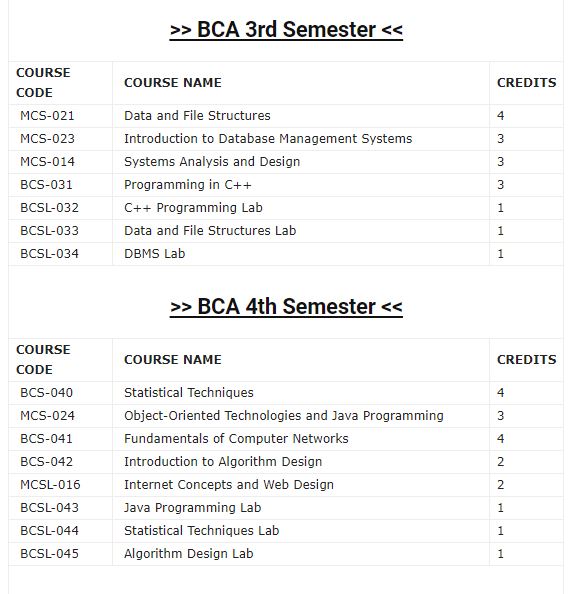 >> BCA 3rd Semester <<
COURSE CODE COURSE NAME CREDITS
MCS-021 Data and File Structures 4
MCS-023 Introduction to Database Management Systems 3
MCS-014 Systems Analysis and Design 3
BCS-031 Programming in C++ 3
BCSL-032 C++ Programming Lab 1
BCSL-033 Data and File Structures Lab 1
BCSL-034 DBMS Lab 1
>> BCA 4th Semester <<
COURSE CODE COURSE NAME CREDITS
BCS-040 Statistical Techniques 4
MCS-024 Object-Oriented Technologies and Java Programming 3
BCS-041 Fundamentals of Computer Networks 4
BCS-042 Introduction to Algorithm Design 2
MCSL-016 Internet Concepts and Web Design 2
BCSL-043 Java Programming Lab 1
BCSL-044 Statistical Techniques Lab 1
BCSL-045 Algorithm Design Lab 1